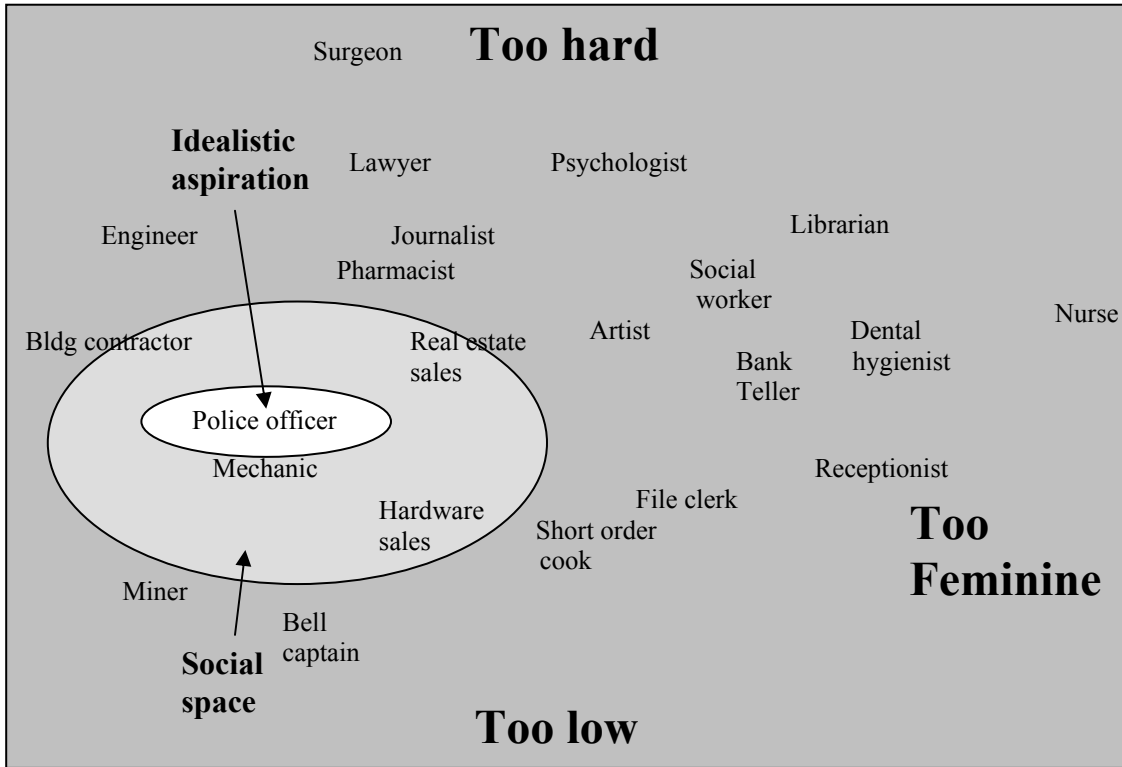 Surgeon
Too hard
Idealistic
aspiration
Lawyer
Psychologist
Engineer
Journalist
Librarian
Pharmacist
Social
worker
Nurse
Bldg contractor
Real estate
sales
Artist
Bank
Teller
Dental
hygienist
Police officer
Mechanic
Receptionist
Hardware
sales
File clerk
Short order
cook
Too
Feminine
Miner
Bell
captain
Social
space
Too low